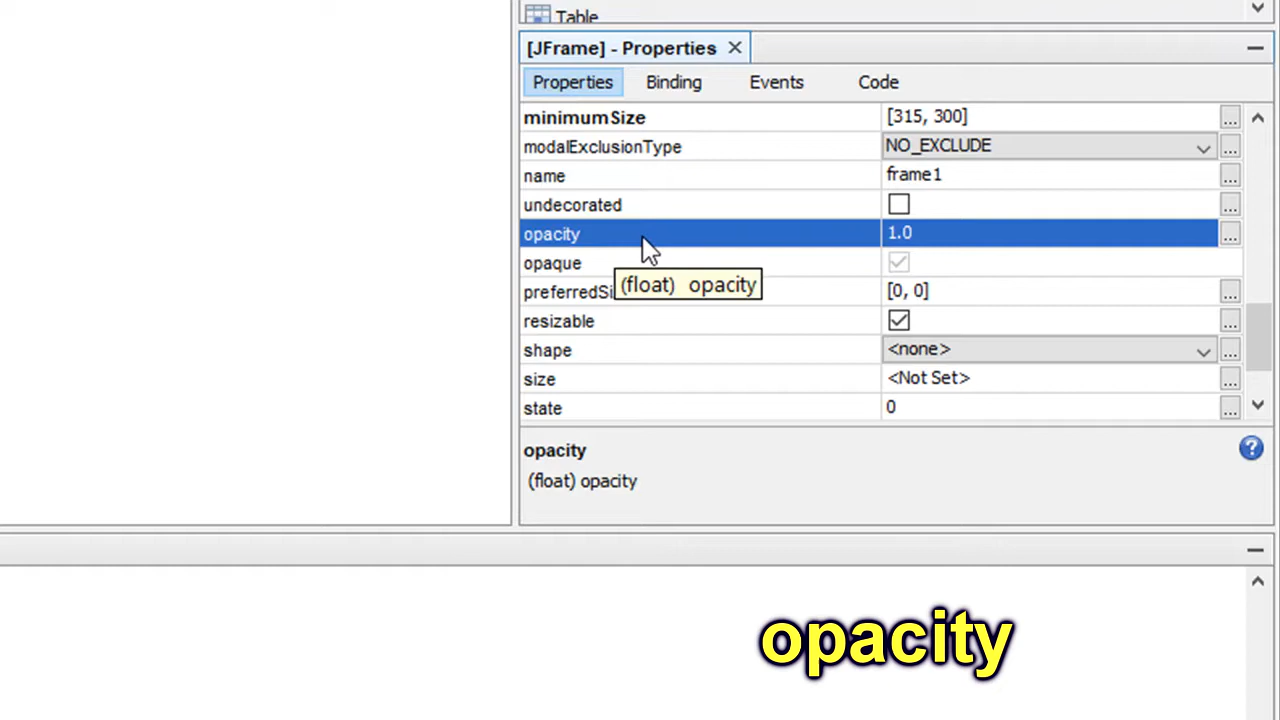 Table
[JFrame] - Properties
Properties Binding Events Code
minimumSize [315, 300] ...
modalExclusionType NO_EXCLUDE ...
name frame1 ...
undecorated ...
opacity 1.0 ...
opaque
(float) opacity
preferredSi [0, 0] ...
resizable ...
shape <none> ...
size <Not Set> ...
state 0 ...
opacity
(float) opacity
opacity